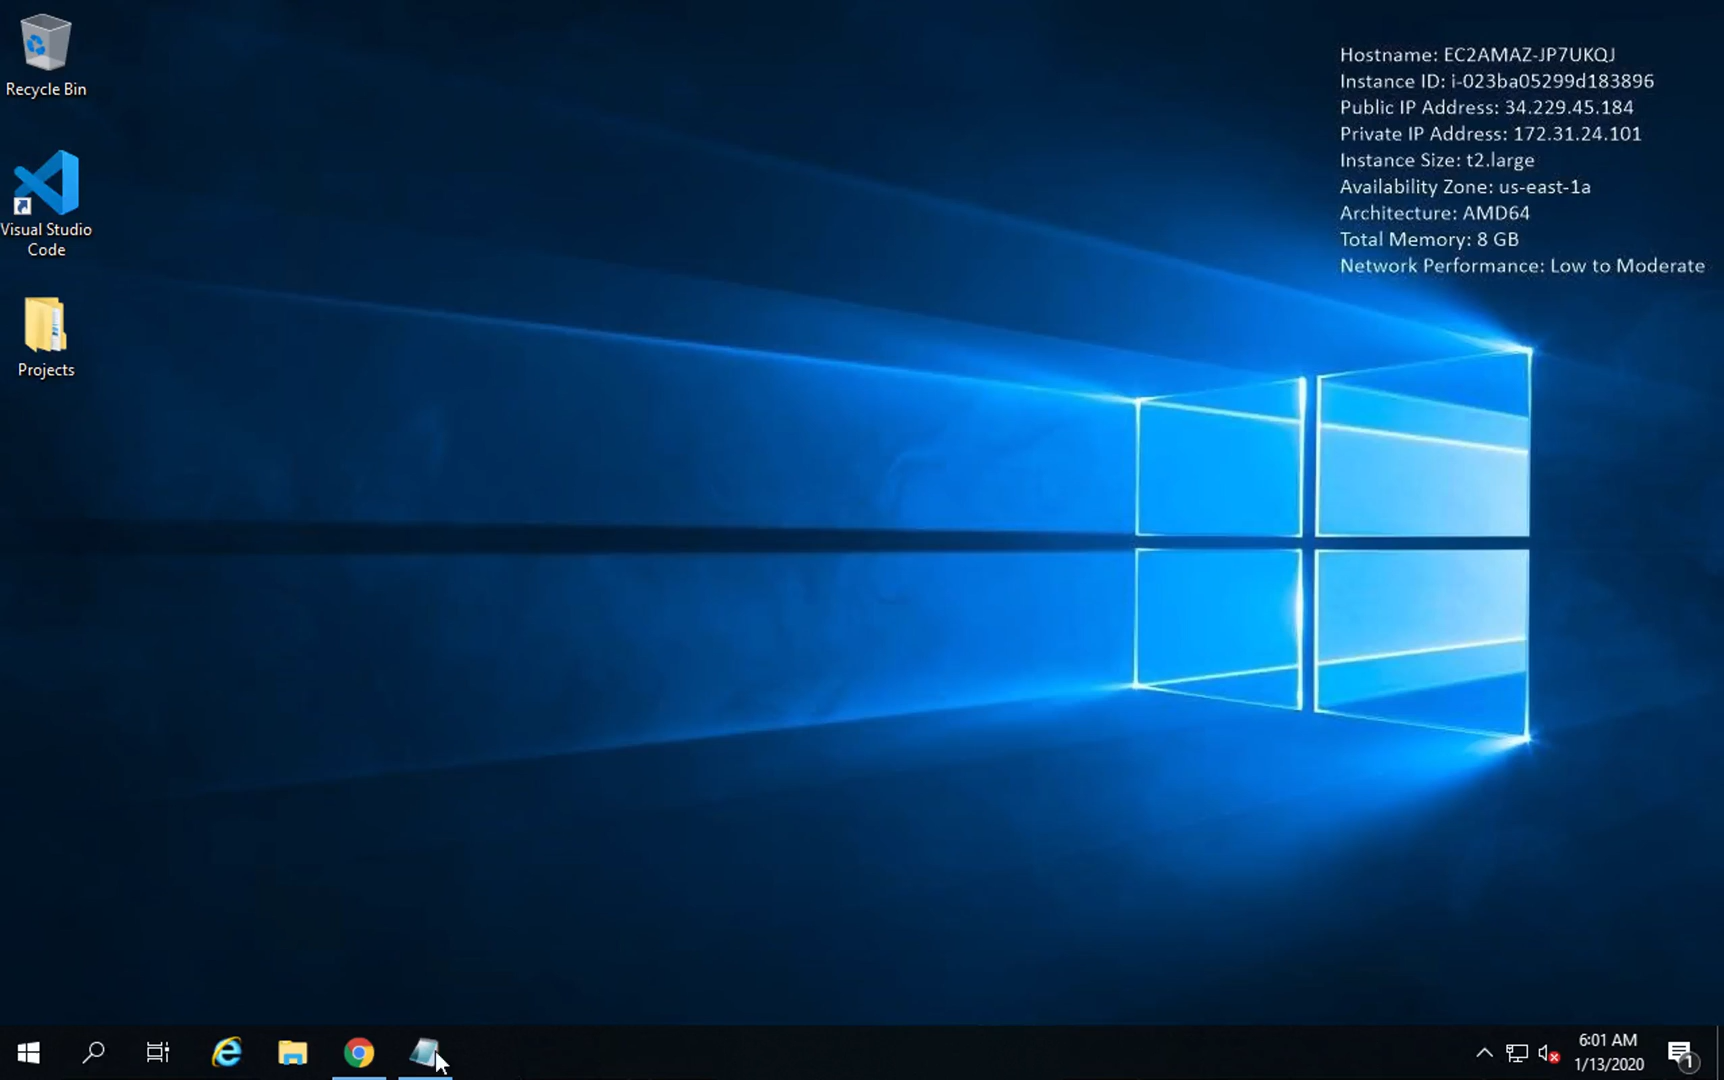 Recycle Bin
Visual Studio
Code
Projects
Hostname: EC2AMAZ-JP7UKQJ
Instance ID: i-023ba05299d183896
Public IP Address: 34.229.45.184
Private IP Address: 172.31.24.101
Instance Size: t2.large
Availability Zone: us-east-1a
Architecture: AMD64
Total Memory: 8 GB
Network Performance: Low to Moderate
6:01 AM
1/13/2020
1